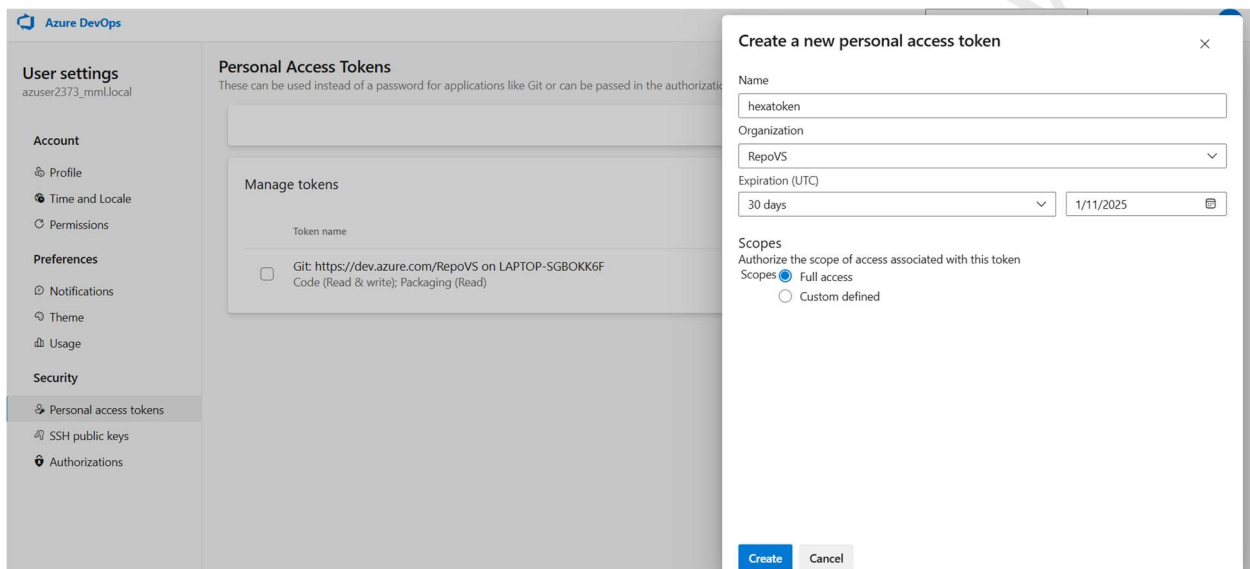 Azure DevOps
User settings
azuser2373_mml.local
Account
Profile
Time and Locale
Permissions
Preferences
Notifications
Theme
Usage
Security
Personal access tokens
SSH public keys
Authorizations
Personal Access Tokens
These can be used instead of a password for applications like Git or can be passed in the
Manage tokens
Token name
Git: https://dev.azure.com/RepoVS on LAPTOP-SGBOKK6F
Code (Read & write); Packaging (Read)
Create a new personal access token
Name
hexatoken
Organization
RepoVS
Expiration (UTC)
30 days
1/11/2025
Scopes
Authorize the scope of access associated with this token
Scopes
Full access
Custom defined
Create
Cancel